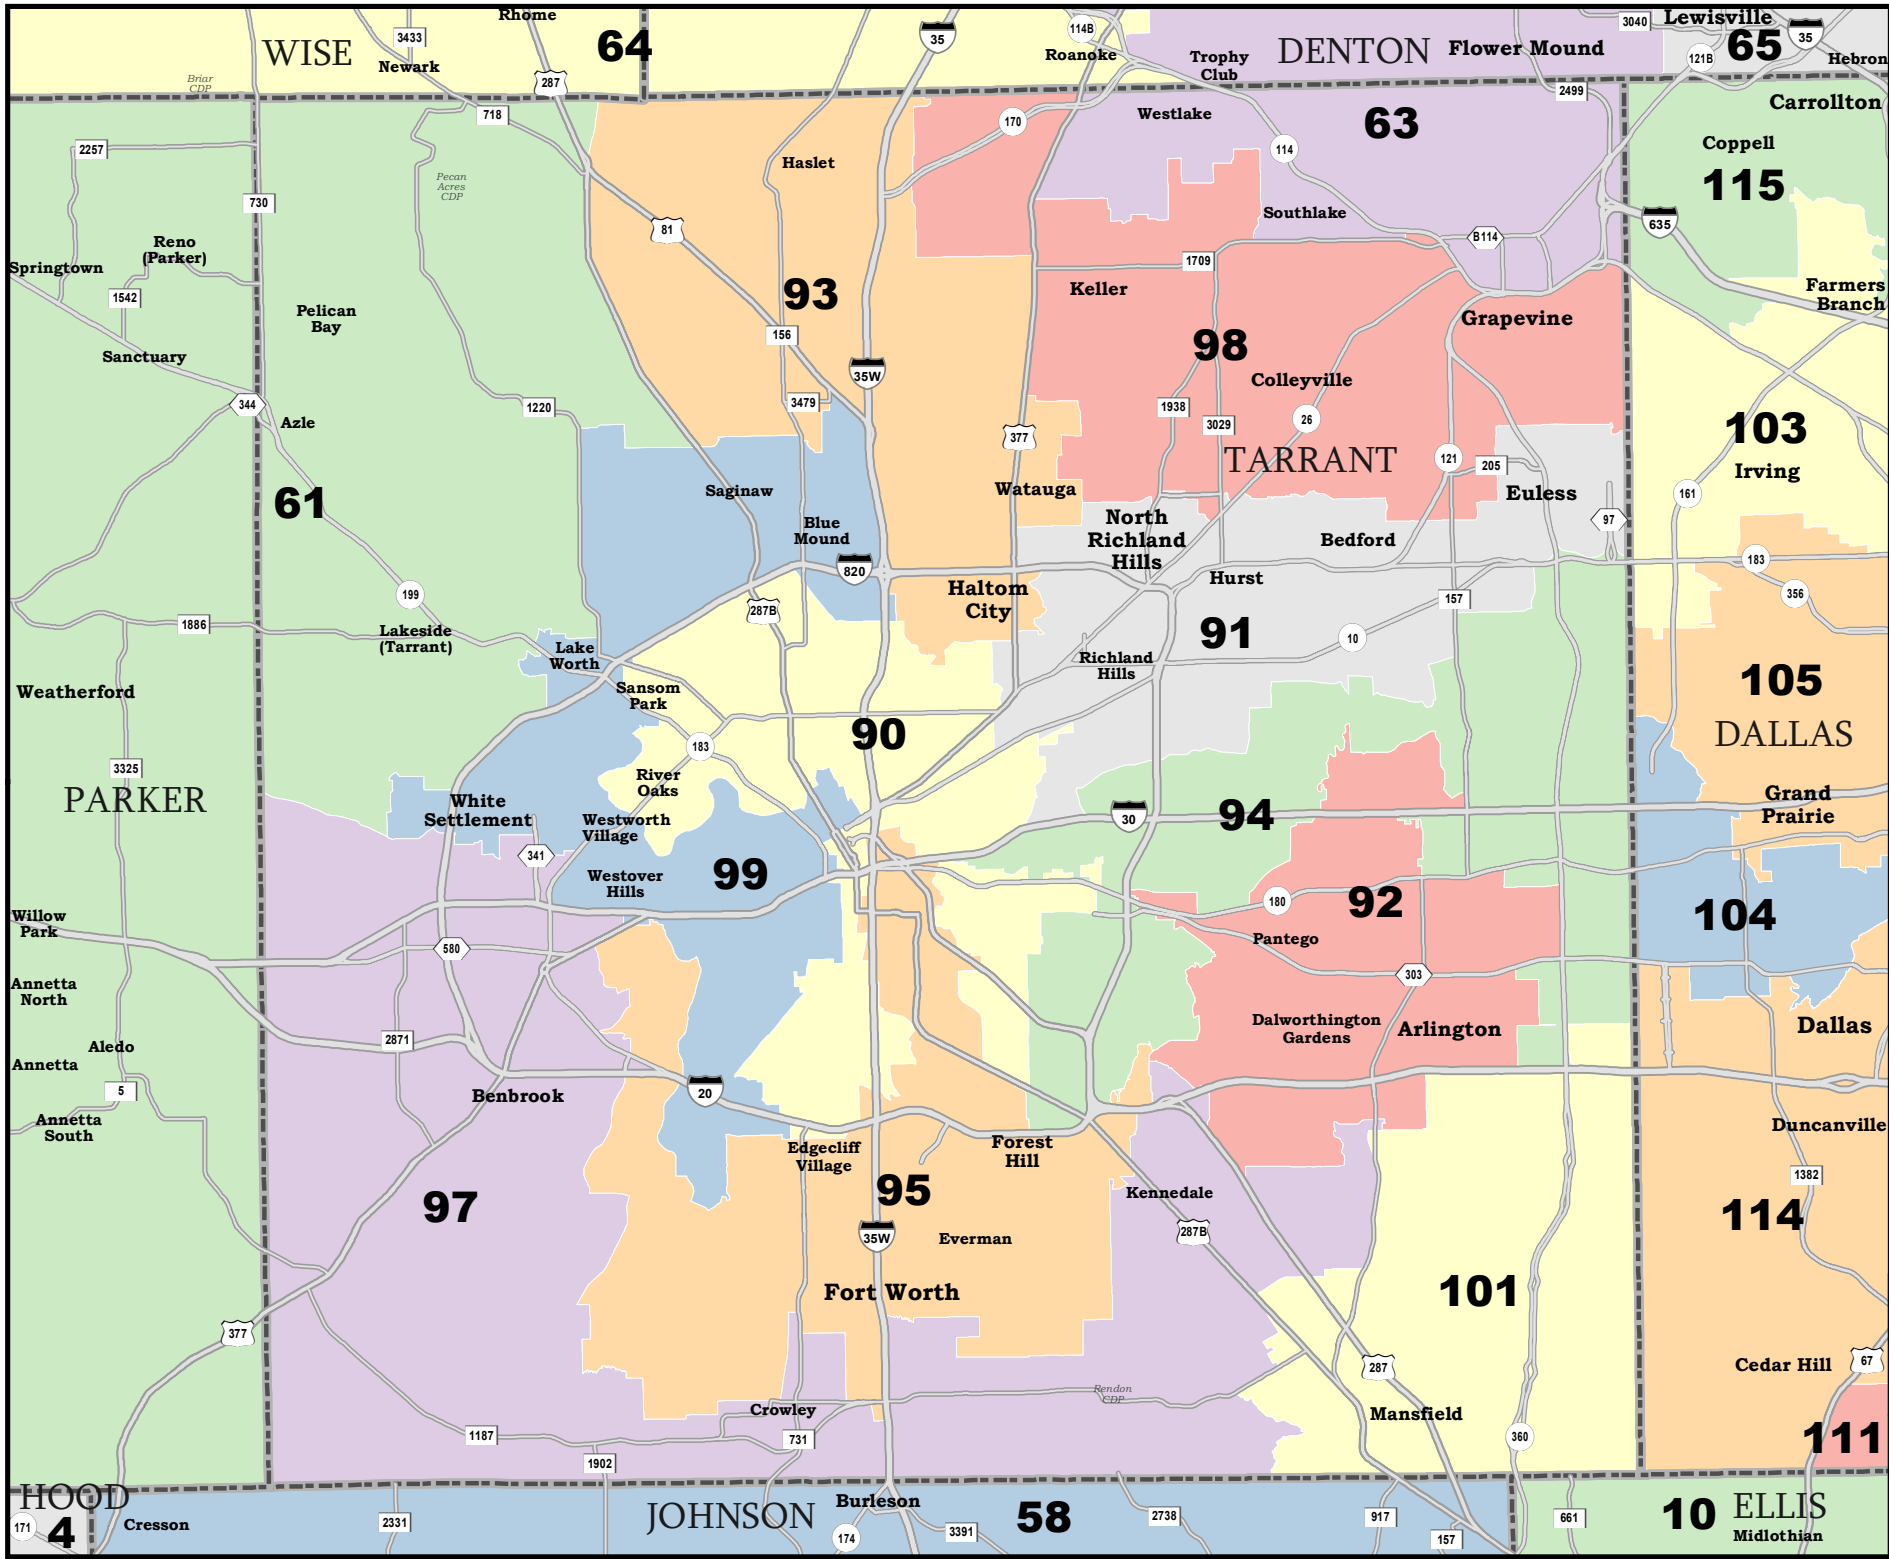 Rhome
64
WISE
3433
Newark
Briar
CDP
287
35
114B
Roanoke
Trophy
Club
DENTON
Flower Mound
3040
Lewisville
65
35
121B
Hebron
718
170
Westlake
63
2499
Carrollton
2257
Haslet
114
Coppell
115
Pecan
Acres
CDP
730
81
Southlake
B114
635
Reno
(Parker)
Springtown
1542
1709
93
Keller
Farmers
Branch
Pelican
Bay
Grapevine
156
98
Sanctuary
35W
Colleyville
344
Azle
1220
3479
1938
3029
26
377
103
TARRANT
121
205
Irving
61
Saginaw
Watauga
Euless
161
Blue
Mound
North
Richland
Hills
Bedford
97
820
183
199
287B
Haltom
City
Hurst
157
356
1886
Lakeside
(Tarrant)
Lake
Worth
91
10
Richland
Hills
Weatherford
Sansom
Park
105
90
DALLAS
183
3325
PARKER
River
Oaks
White
Settlement
Westworth
Village
30
94
Grand
Prairie
341
Westover
Hills
99
180
92
104
Willow
Park
580
Pantego
303
Annetta
North
Dalworthington
Gardens
Arlington
Dallas
2871
Aledo
Annetta
5
Benbrook
20
Annetta
South
Duncanville
Edgecliff
Village
Forest
Hill
95
1382
97
Kennedale
114
35W
Everman
287B
Fort Worth
101
377
287
Cedar Hill
67
Rendon
CDP
Crowley
Mansfield
1187
731
360
111
1902
HOOD
171
4
Cresson
2331
JOHNSON
Burleson
174
3391
58
2738
917
157
661
10
ELLIS
Midlothian